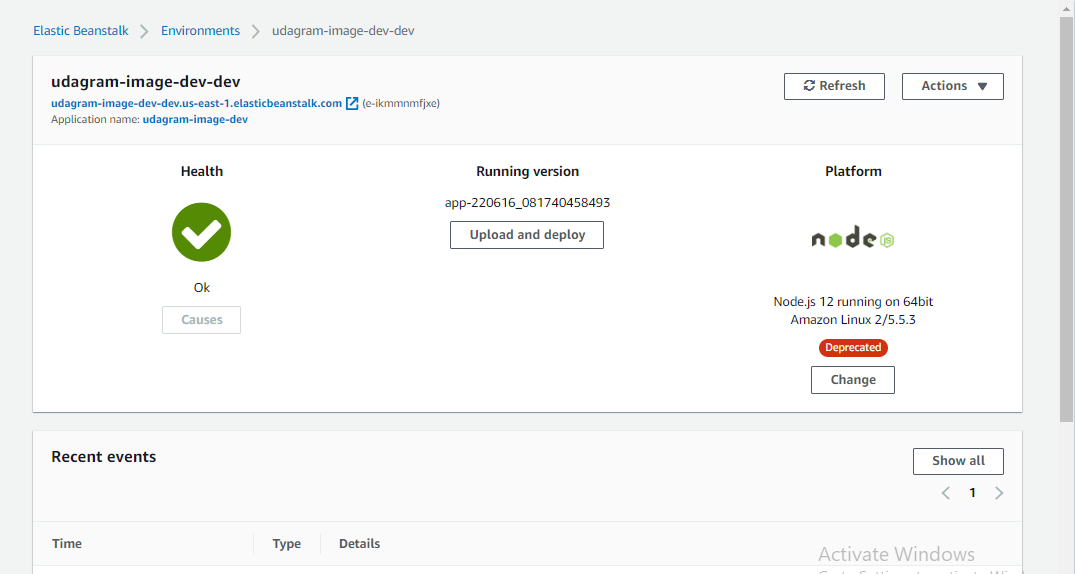 Elastic Beanstalk > Environments > udagram-image-dev-dev
udagram-image-dev-dev
Refresh
Actions
udagram-image-dev-dev.us-east-1.elasticbeanstalk.com (e-ikmmnmfjxe)
Application name: udagram-image-dev
Health
Running version
Platform
app-220616_081740458493
Upload and deploy
node JS
Ok
Causes
Node.js 12 running on 64bit
Amazon Linux 2/5.5.3
Deprecated
Change
Recent events
Show all
1
Time
Type
Details
Activate Windows